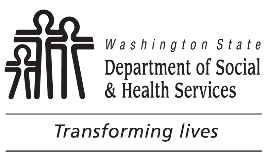 Washington State
Department of Social
& Health Services
Transforming lives